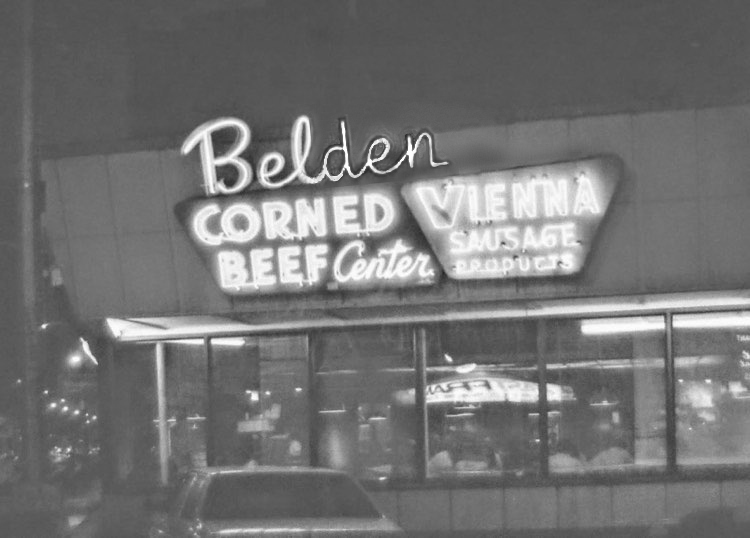 Belden
CORNED
BEEF Center
VIENNA
SAUSAGE
PRODUCTS